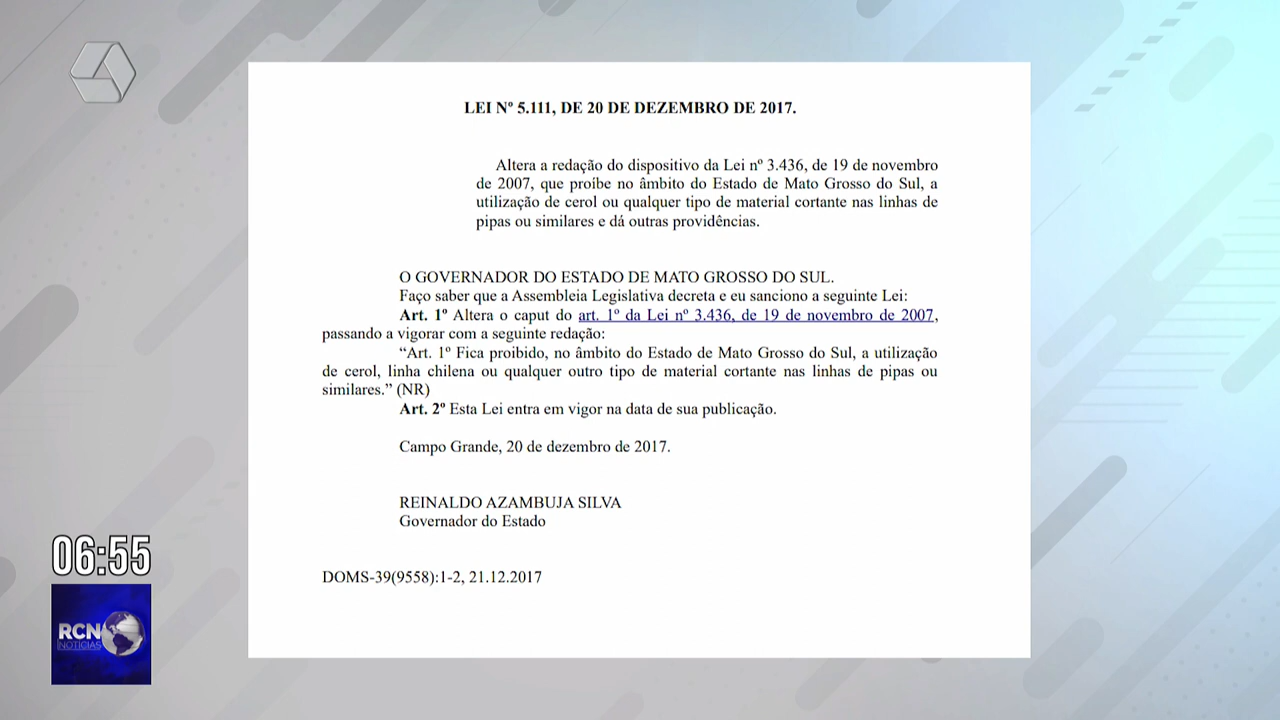 LEI Nº 5.111, DE 20 DE DEZEMBRO DE 2017.
Altera a redação do dispositivo da Lei nº 3.436, de 19 de novembro
de 2007, que proíbe no âmbito do Estado de Mato Grosso do Sul, a
utilização de cerol ou qualquer tipo de material cortante nas linhas de
pipas ou similares e dá outras providências.
O GOVERNADOR DO ESTADO DE MATO GROSSO DO SUL.
Faço saber que a Assembleia Legislativa decreta e eu sanciono a seguinte Lei:
Art. 1º Altera o caput do art. 1º da Lei nº 3.436, de 19 de novembro de 2007,
passando a vigorar com a seguinte redação:
“Art. 1º Fica proibido, no âmbito do Estado de Mato Grosso do Sul, a utilização
de cerol, linha chilena ou qualquer outro tipo de material cortante nas linhas de pipas ou
similares.” (NR)
Art. 2º Esta Lei entra em vigor na data de sua publicação.
Campo Grande, 20 de dezembro de 2017.
REINALDO AZAMBUJA SILVA
Governador do Estado
DOMS-39(9558):1-2, 21.12.2017
06:55
RCN
NOTÍCIAS